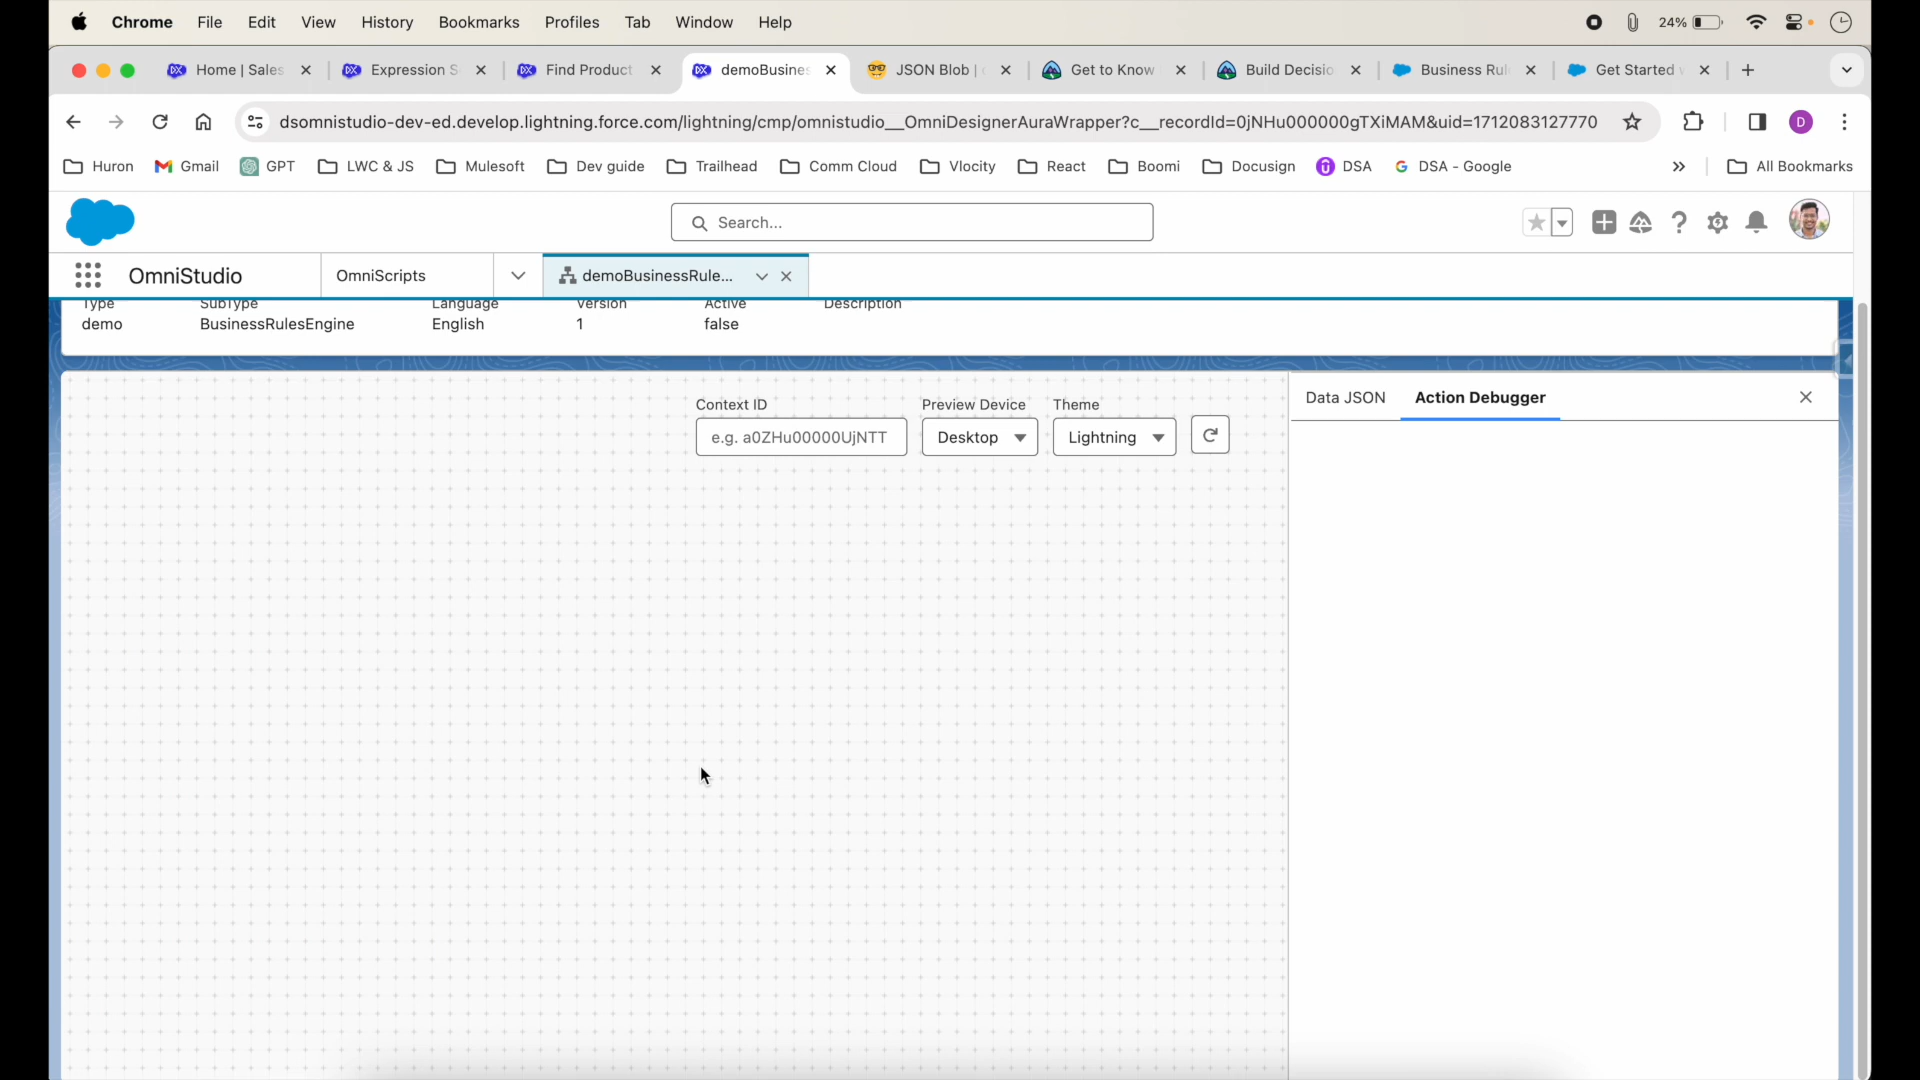 Chrome File Edit View History Bookmarks Profiles Tab Window Help 24%
Home | Sales Expression S Find Product demoBusines JSON Blob | Get to Know Build Decisio Business Rul Get Started
dsomnistudio-dev-ed.develop.lightning.force.com/lightning/cmp/omnistudio__OmniDesignerAuraWrapper?c__recordId=0jNHu000000gTXiMAM&uid=1712083127770 D
Huron Gmail GPT LWC & JS Mulesoft Dev guide Trailhead Comm Cloud Vlocity React Boomi Docusign DSA DSA - Google » All Bookmarks
Search...
OmniStudio OmniScripts demoBusinessRule...
Type SubType Language Version Active Description
demo BusinessRulesEngine English 1 false
Data JSON Action Debugger
Context ID Preview Device Theme
e.g. a0ZHu00000UjNTT Desktop Lightning